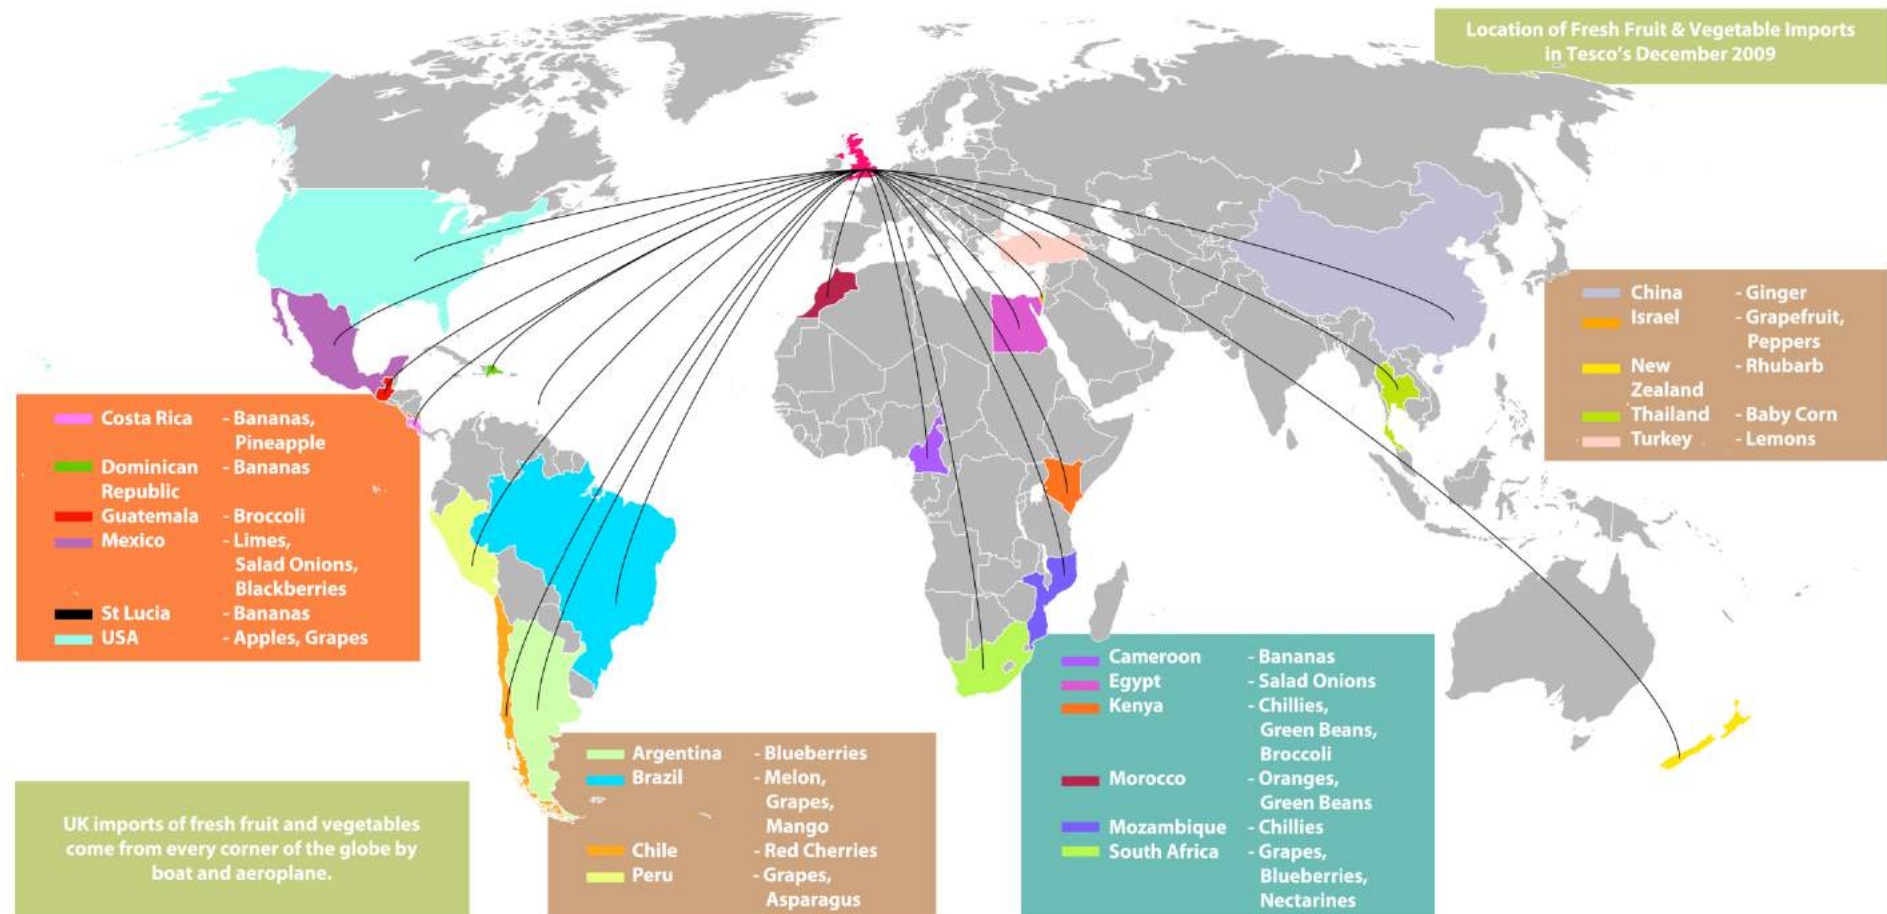 Location of Fresh Fruit & Vegetable Imports
in Tesco's December 2009
China - Ginger
Israel - Grapefruit,
Peppers
New - Rhubarb
Zealand
Thailand - Baby Corn
Turkey - Lemons
Costa Rica - Bananas,
Pineapple
Dominican - Bananas
Republic
Guatemala - Broccoli
Mexico - Limes,
Salad Onions,
Blackberries
St Lucia - Bananas
USA - Apples, Grapes
Cameroon - Bananas
Egypt - Salad Onions
Kenya - Chillies,
Green Beans,
Broccoli
Morocco - Oranges,
Green Beans
Mozambique - Chillies
South Africa - Grapes,
Blueberries,
Nectarines
Argentina - Blueberries
Brazil - Melon,
Grapes,
Mango
Chile - Red Cherries
Peru - Grapes,
Asparagus
UK imports of fresh fruit and vegetables
come from every corner of the globe by
boat and aeroplane.